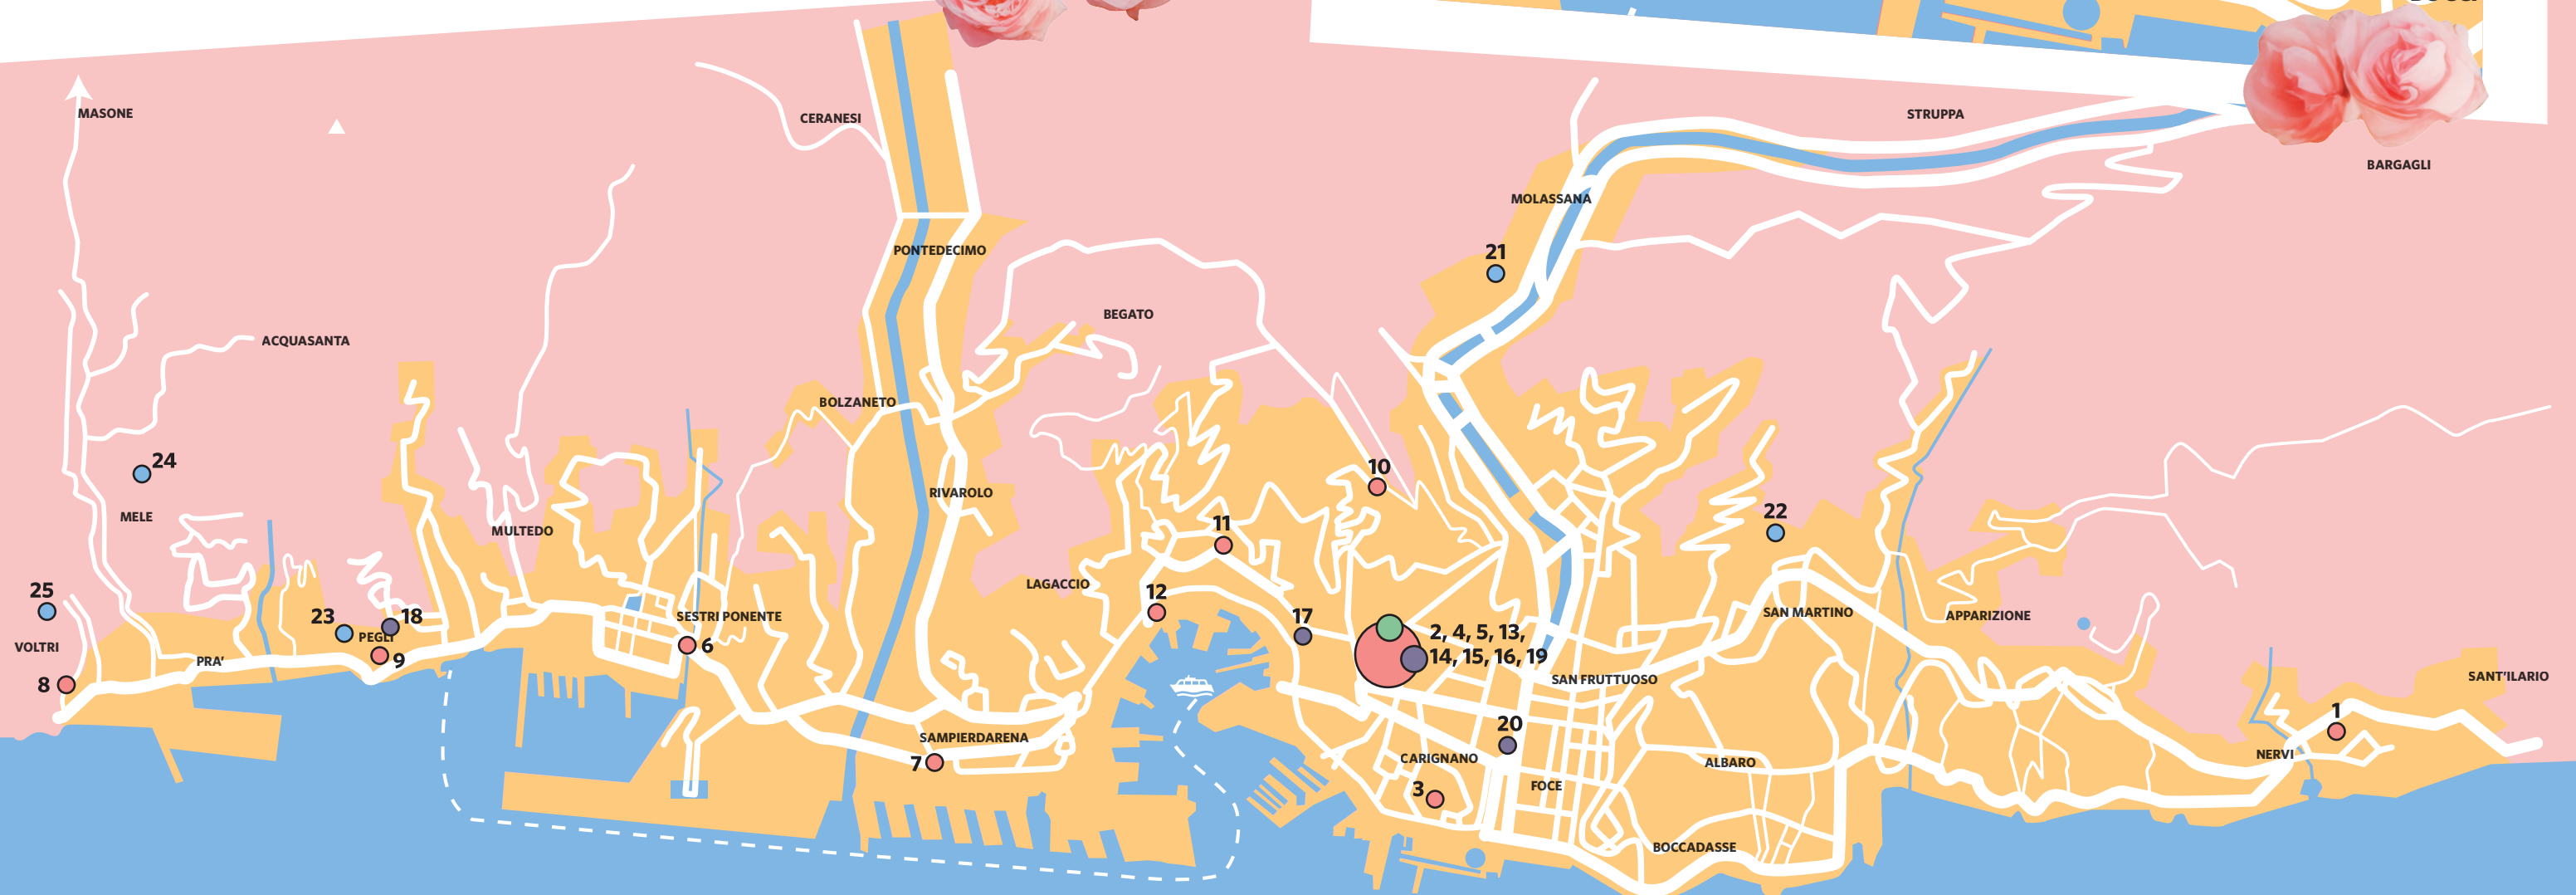 MASONE
CERANESI
STRUPPA
BARGAGLI
MOLASSANA
PONTEDECIMO
21
BEGATO
ACQUASANTA
BOLZANETO
24
10
RIVAROLO
MELE
MULTEDO
11
22
LAGACCIO
25
12
SAN MARTINO
APPARIZIONE
23
18
SESTRI PONENTE
17
2, 4, 5, 13,
14, 15, 16, 19
PEGLI
VOLTRI
6
PRA'
9
8
SAN FRUTTUOSO
SANT'ILARIO
1
20
SAMPIERDARENA
NERVI
7
CARIGNANO
ALBARO
3
FOCE
BOCCADASSE